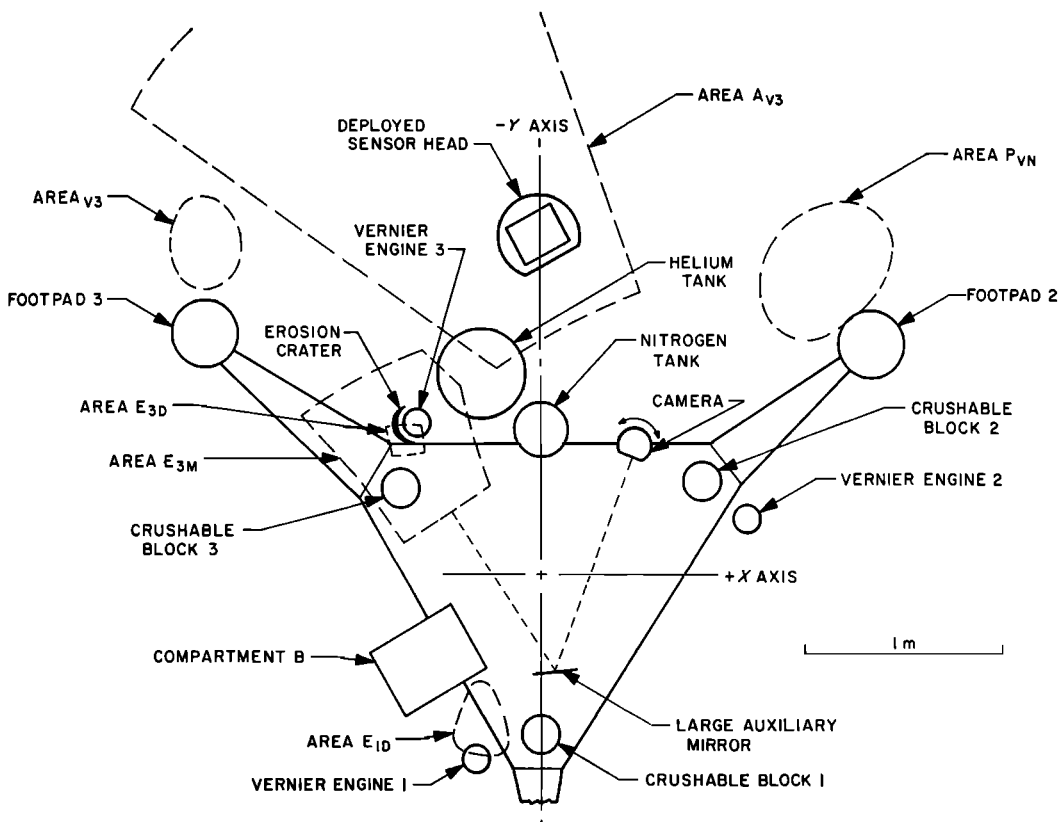 AREA A_V3
-Y AXIS
DEPLOYED
SENSOR HEAD
AREA P_VN
AREA_V3
VERNIER
ENGINE 3
HELIUM
TANK
FOOTPAD 3
FOOTPAD 2
EROSION
CRATER
NITROGEN
TANK
AREA E_3D
CAMERA
CRUSHABLE
BLOCK 2
AREA E_3M
VERNIER ENGINE 2
CRUSHABLE
BLOCK 3
+X AXIS
1 m
COMPARTMENT B
LARGE AUXILIARY
MIRROR
AREA E_1D
VERNIER ENGINE 1
CRUSHABLE BLOCK 1